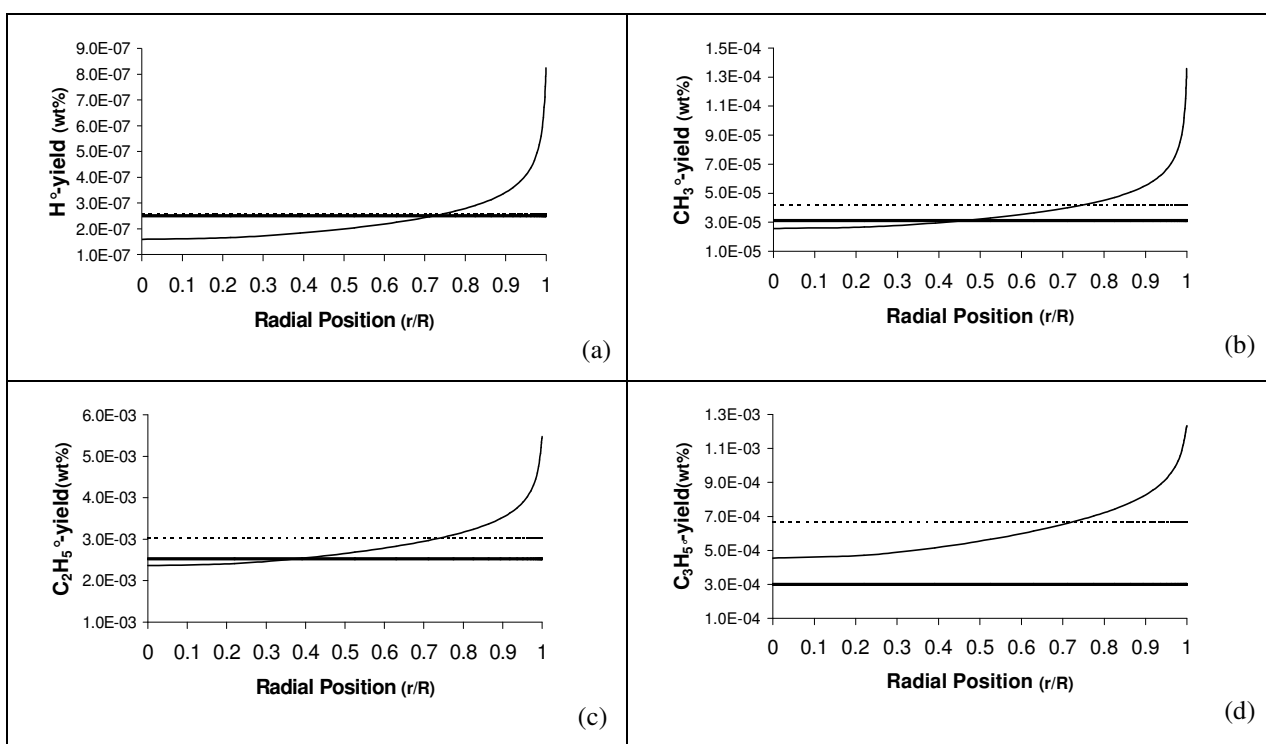 H°-yield (wt%)
9.0E-07
8.0E-07
7.0E-07
6.0E-07
5.0E-07
4.0E-07
3.0E-07
2.0E-07
1.0E-07
0 0.1 0.2 0.3 0.4 0.5 0.6 0.7 0.8 0.9 1
Radial Position (r/R)
(a)
CH₃°-yield (wt%)
1.5E-04
1.3E-04
1.1E-04
9.0E-05
7.0E-05
5.0E-05
3.0E-05
1.0E-05
0 0.1 0.2 0.3 0.4 0.5 0.6 0.7 0.8 0.9 1
Radial Position (r/R)
(b)
C₂H₅°-yield(wt%)
6.0E-03
5.0E-03
4.0E-03
3.0E-03
2.0E-03
1.0E-03
0 0.1 0.2 0.3 0.4 0.5 0.6 0.7 0.8 0.9 1
Radial Position (r/R)
(c)
C₃H₅°-yield(wt%)
1.3E-03
1.1E-03
9.0E-04
7.0E-04
5.0E-04
3.0E-04
1.0E-04
0 0.1 0.2 0.3 0.4 0.5 0.6 0.7 0.8 0.9 1
Radial Position (r/R)
(d)